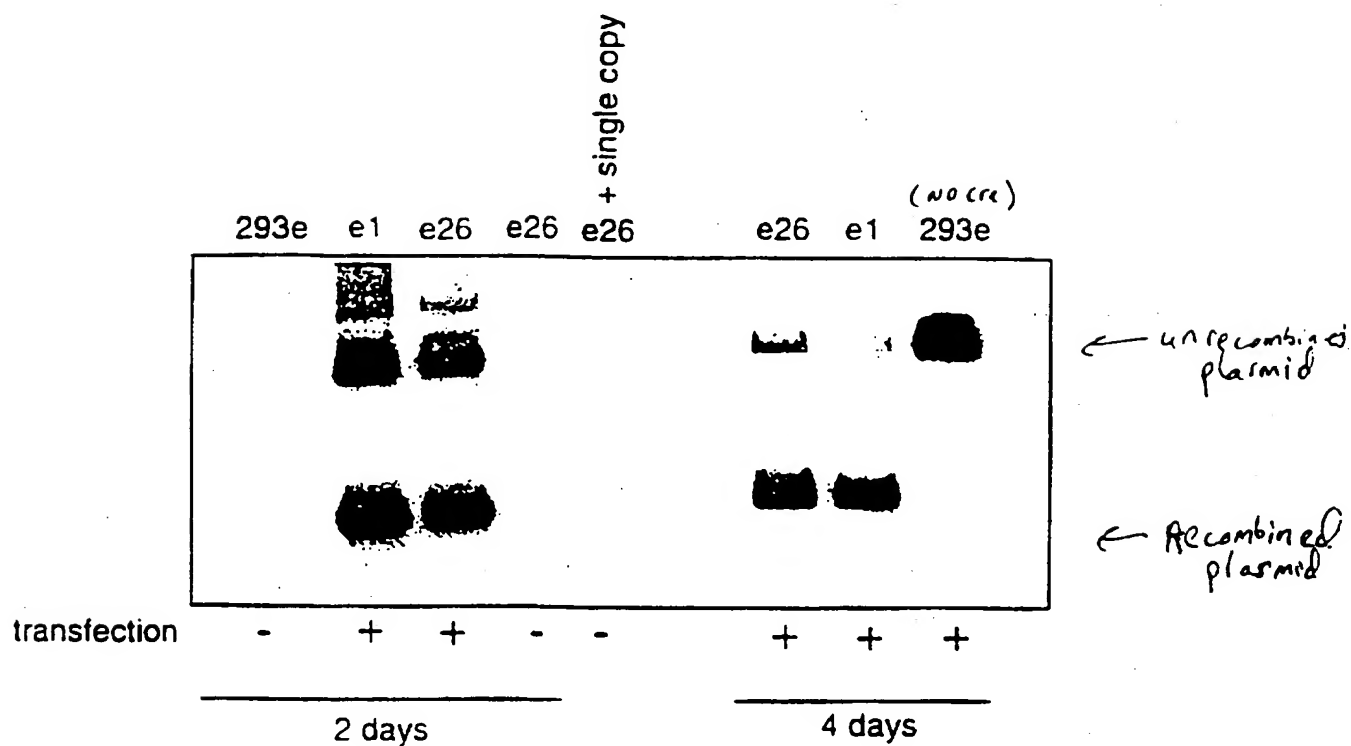 + single copy
(no cre)
293e e1 e26 e26 e26 e26 e1 293e
← unrecombined
plasmid
← Recombined
plasmid
transfection - + + - - + + +
2 days 4 days